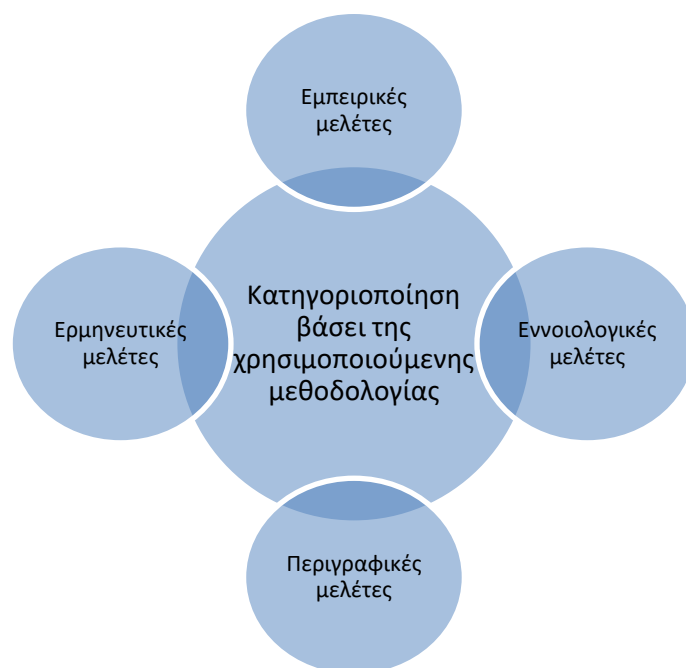 Εμπειρικές
μελέτες
Κατηγοριοποίηση
βάσει της
χρησιμοποιούμενης
μεθοδολογίας
Ερμηνευτικές
μελέτες
Εννοιολογικές
μελέτες
Περιγραφικές
μελέτες